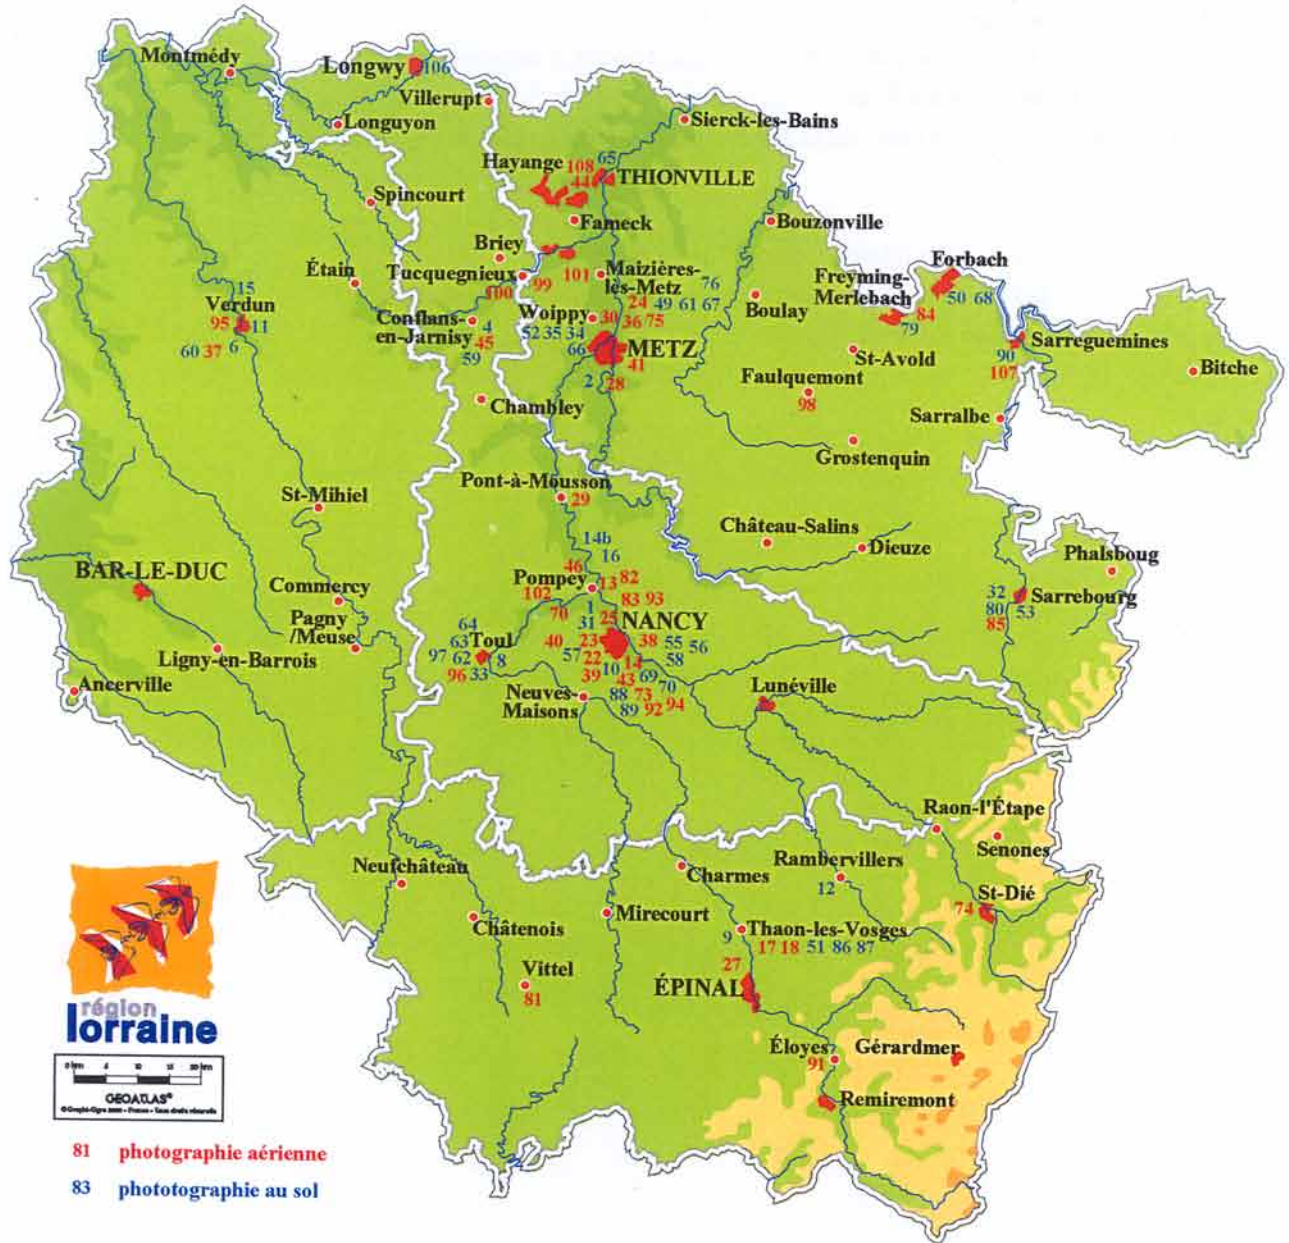 Montmédy
Longwy 106
Villerupt
Longuyon
Sierck-les-Bains
Hayange 108 65
44 THIONVILLE
Spincourt
Fameck
Bouzonville
Briey
Étain
Tucquegnieux
100 99 101
Maizières-
lès-Metz 76
24 49 61 67
Forbach
50 68
Freyming-
Merlebach 84
79
15
Verdun
95 11
60 37 6
Conflans-
en-Jarnisy
4
45
59
Woippy 30 36 75
52 35 34
66 METZ
41
2 28
Boulay
St-Avold
Sarreguemines
90
107
Bitche
Faulquemont
98
Chambley
Sarralbe
Grostenquin
5
Pont-à-Mousson
29
St-Mihiel
Château-Salins
Dieuze
14b
16
Phalsboug
BAR-LE-DUC
46
Pompey 13 82
102
83 93
Commercy
70 1
31 25 NANCY
32
80 53 Sarrebourg
85
Pagny
/Meuse
64
63 Toul
97 62 8
96 33
40 23 38 55 56
57 22 14 58
39 10 43 69
70
88 73
89 92 94
Ligny-en-Barrois
Ancerville
Neuves-
Maisons
Lunéville
Raon-l'Étape
Senones
Neufchâteau
Charmes
Rambervillers
12
St-Dié
74
Châtenois
Mirecourt
9 Thaon-les-Vosges
17 18 51 86 87
27
Vittel
81
ÉPINAL
Éloyes 7
91
Gérardmer
Remiremont
région
lorraine
GEOATLAS®
81 photographie aérienne
83 phototographie au sol